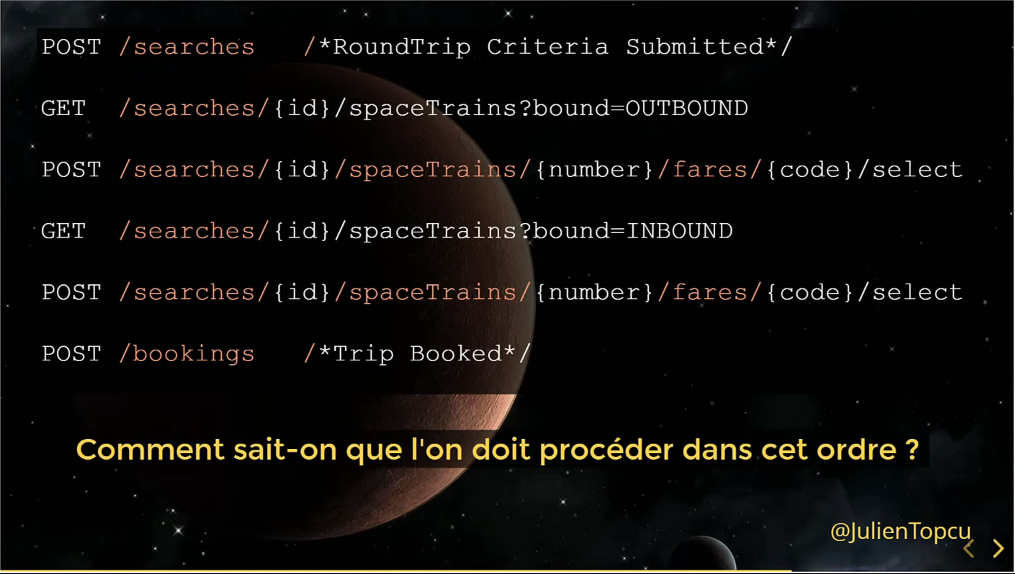 POST /searches /*RoundTrip Criteria Submitted*/
GET /searches/{id}/spaceTrains?bound=OUTBOUND
POST /searches/{id}/spaceTrains/{number}/fares/{code}/select
GET /searches/{id}/spaceTrains?bound=INBOUND
POST /searches/{id}/spaceTrains/{number}/fares/{code}/select
POST /bookings /*Trip Booked*/
Comment sait-on que l'on doit procéder dans cet ordre ?
@JulienTopcu